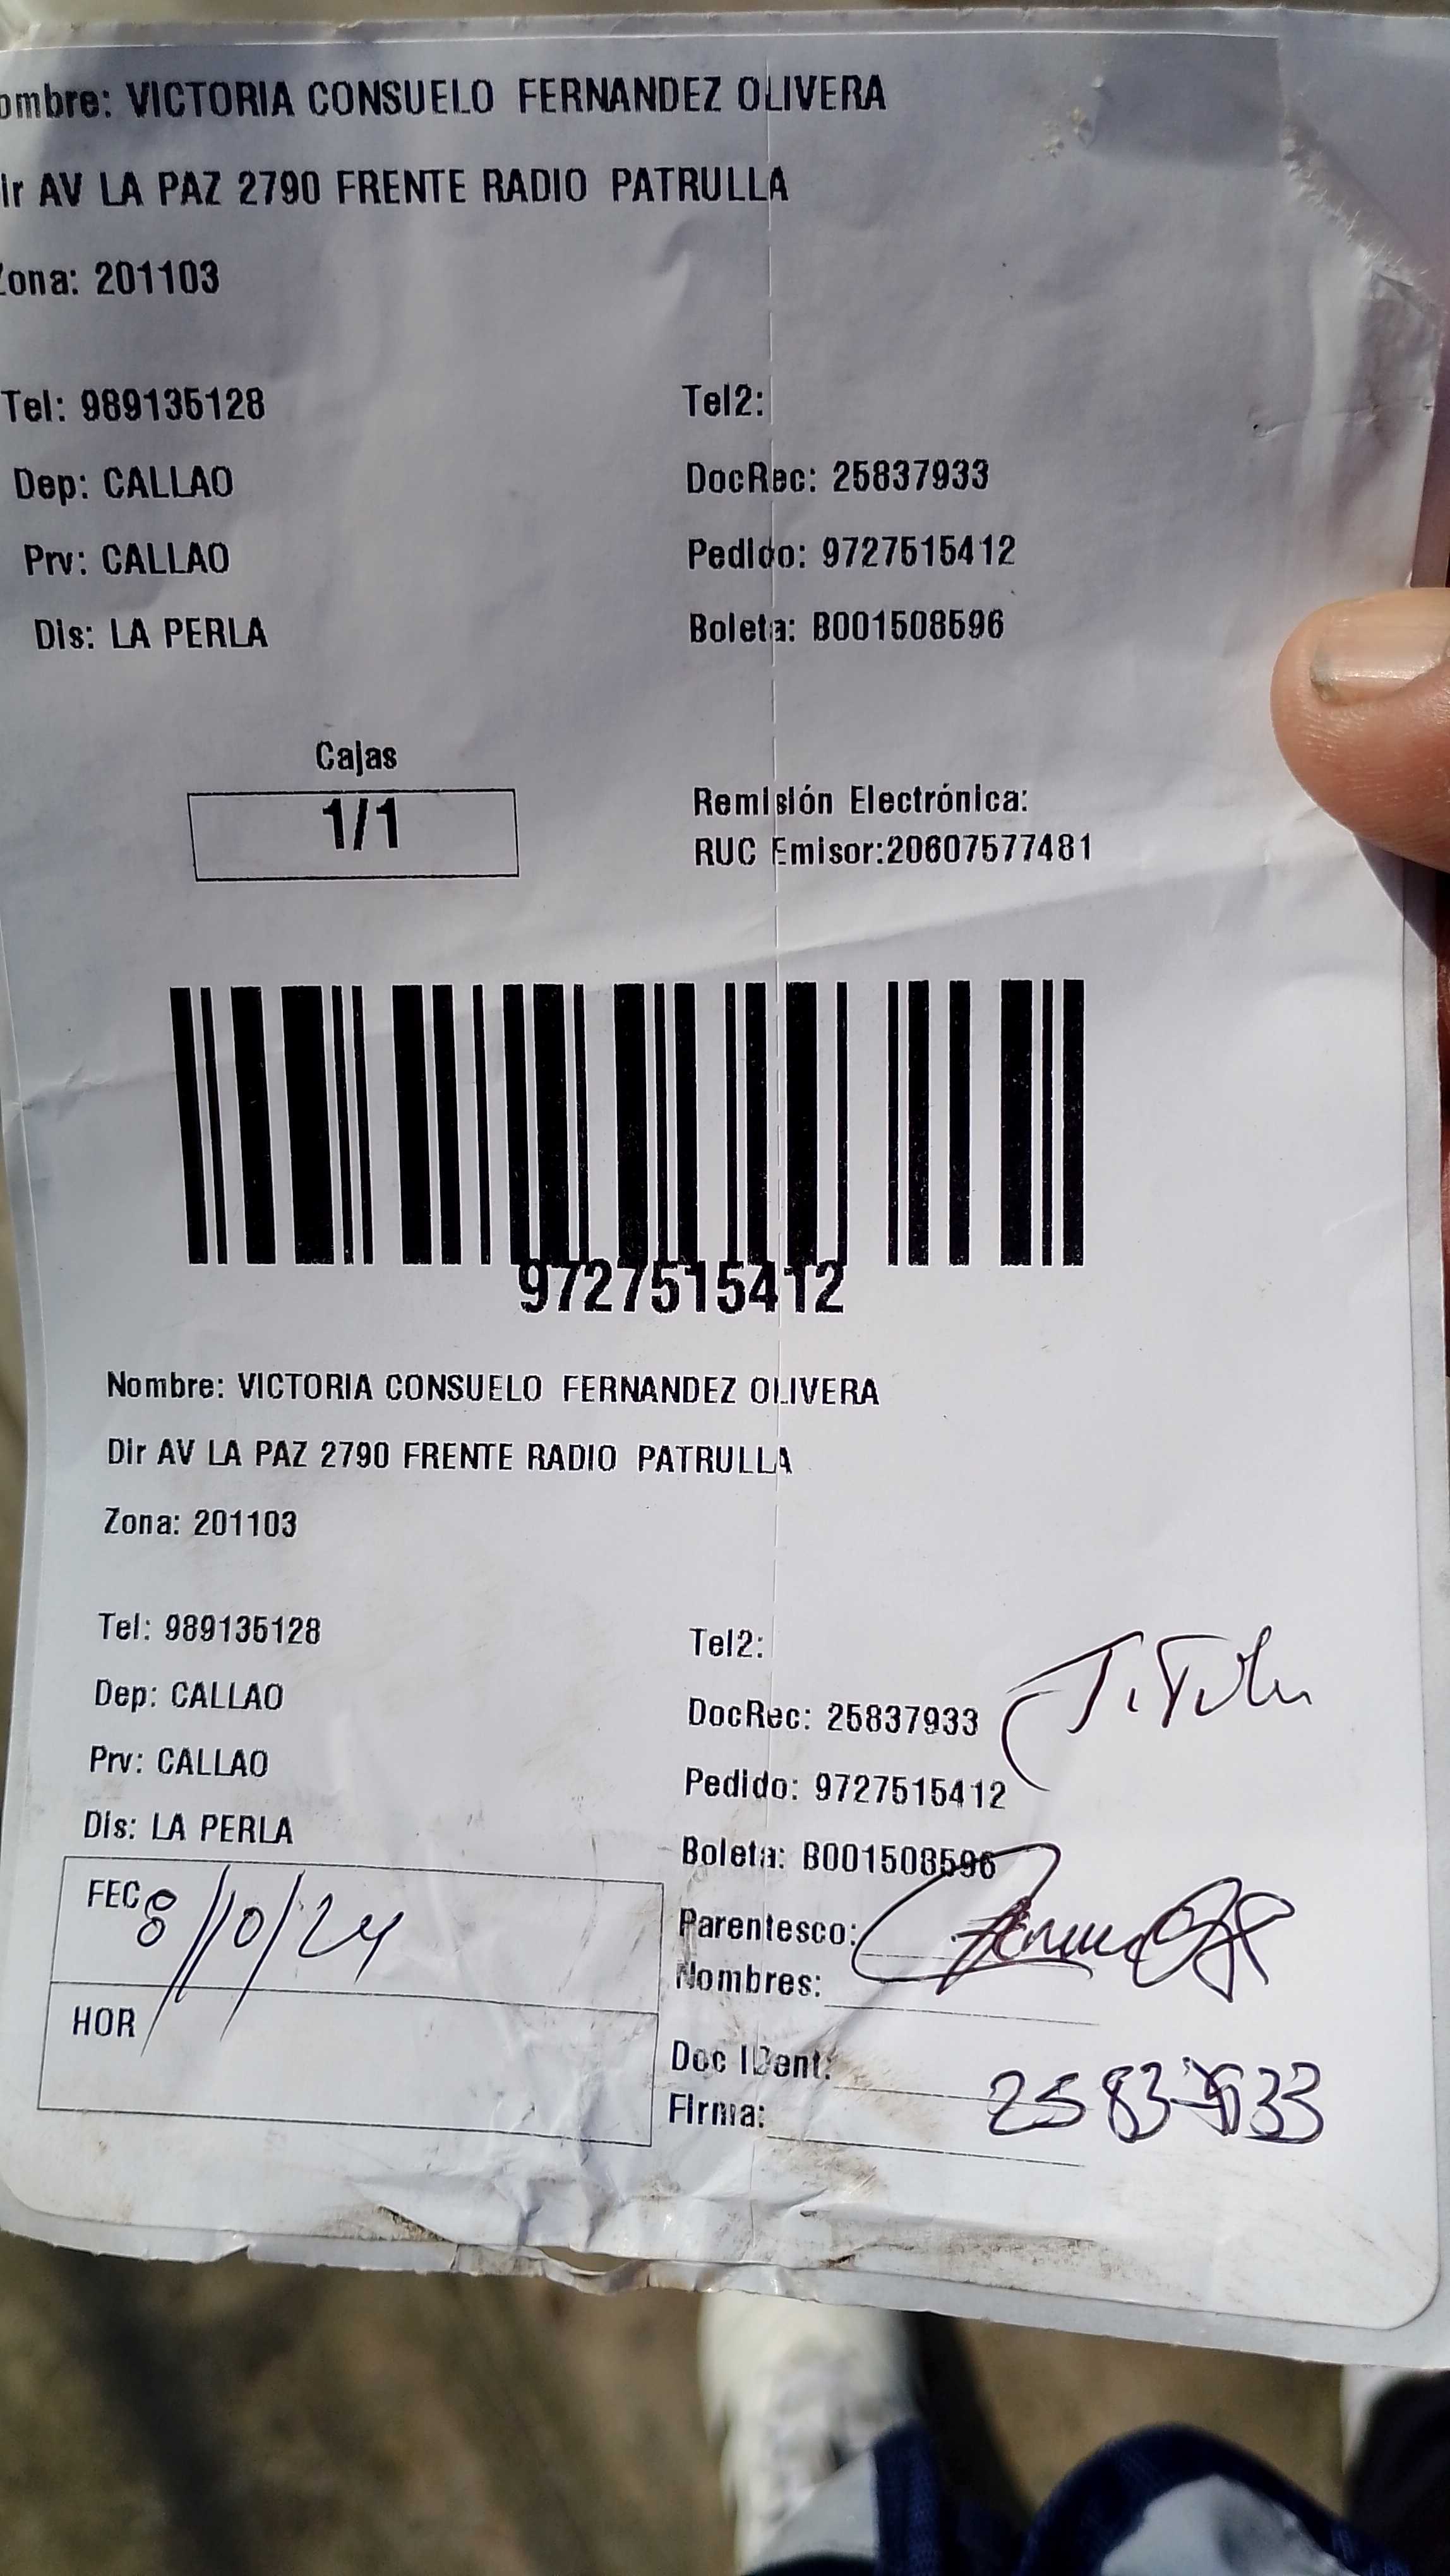 ombre: VICTORIA CONSUELO FERNANDEZ OLIVERA
ir AV LA PAZ 2790 FRENTE RADIO PATRULLA
Zona: 201103
Tel: 989135128 Tel2:
Dep: CALLAO DocRec: 25837933
Prv: CALLAO Pedido: 9727515412
Dis: LA PERLA Boleta: B001508596
Cajas
1/1
Remisión Electrónica:
RUC Emisor:20607577481
9727515412
Nombre: VICTORIA CONSUELO FERNANDEZ OLIVERA
Dir AV LA PAZ 2790 FRENTE RADIO PATRULLA
Zona: 201103
Tel: 989135128 Tel2:
Dep: CALLAO DocRec: 25837933
Prv: CALLAO Pedido: 9727515412
Dis: LA PERLA Boleta: B001508596
FEC 8/10/24 Parentesco:
Nombres:
HOR
Doc IDent:
Firma: 25837933